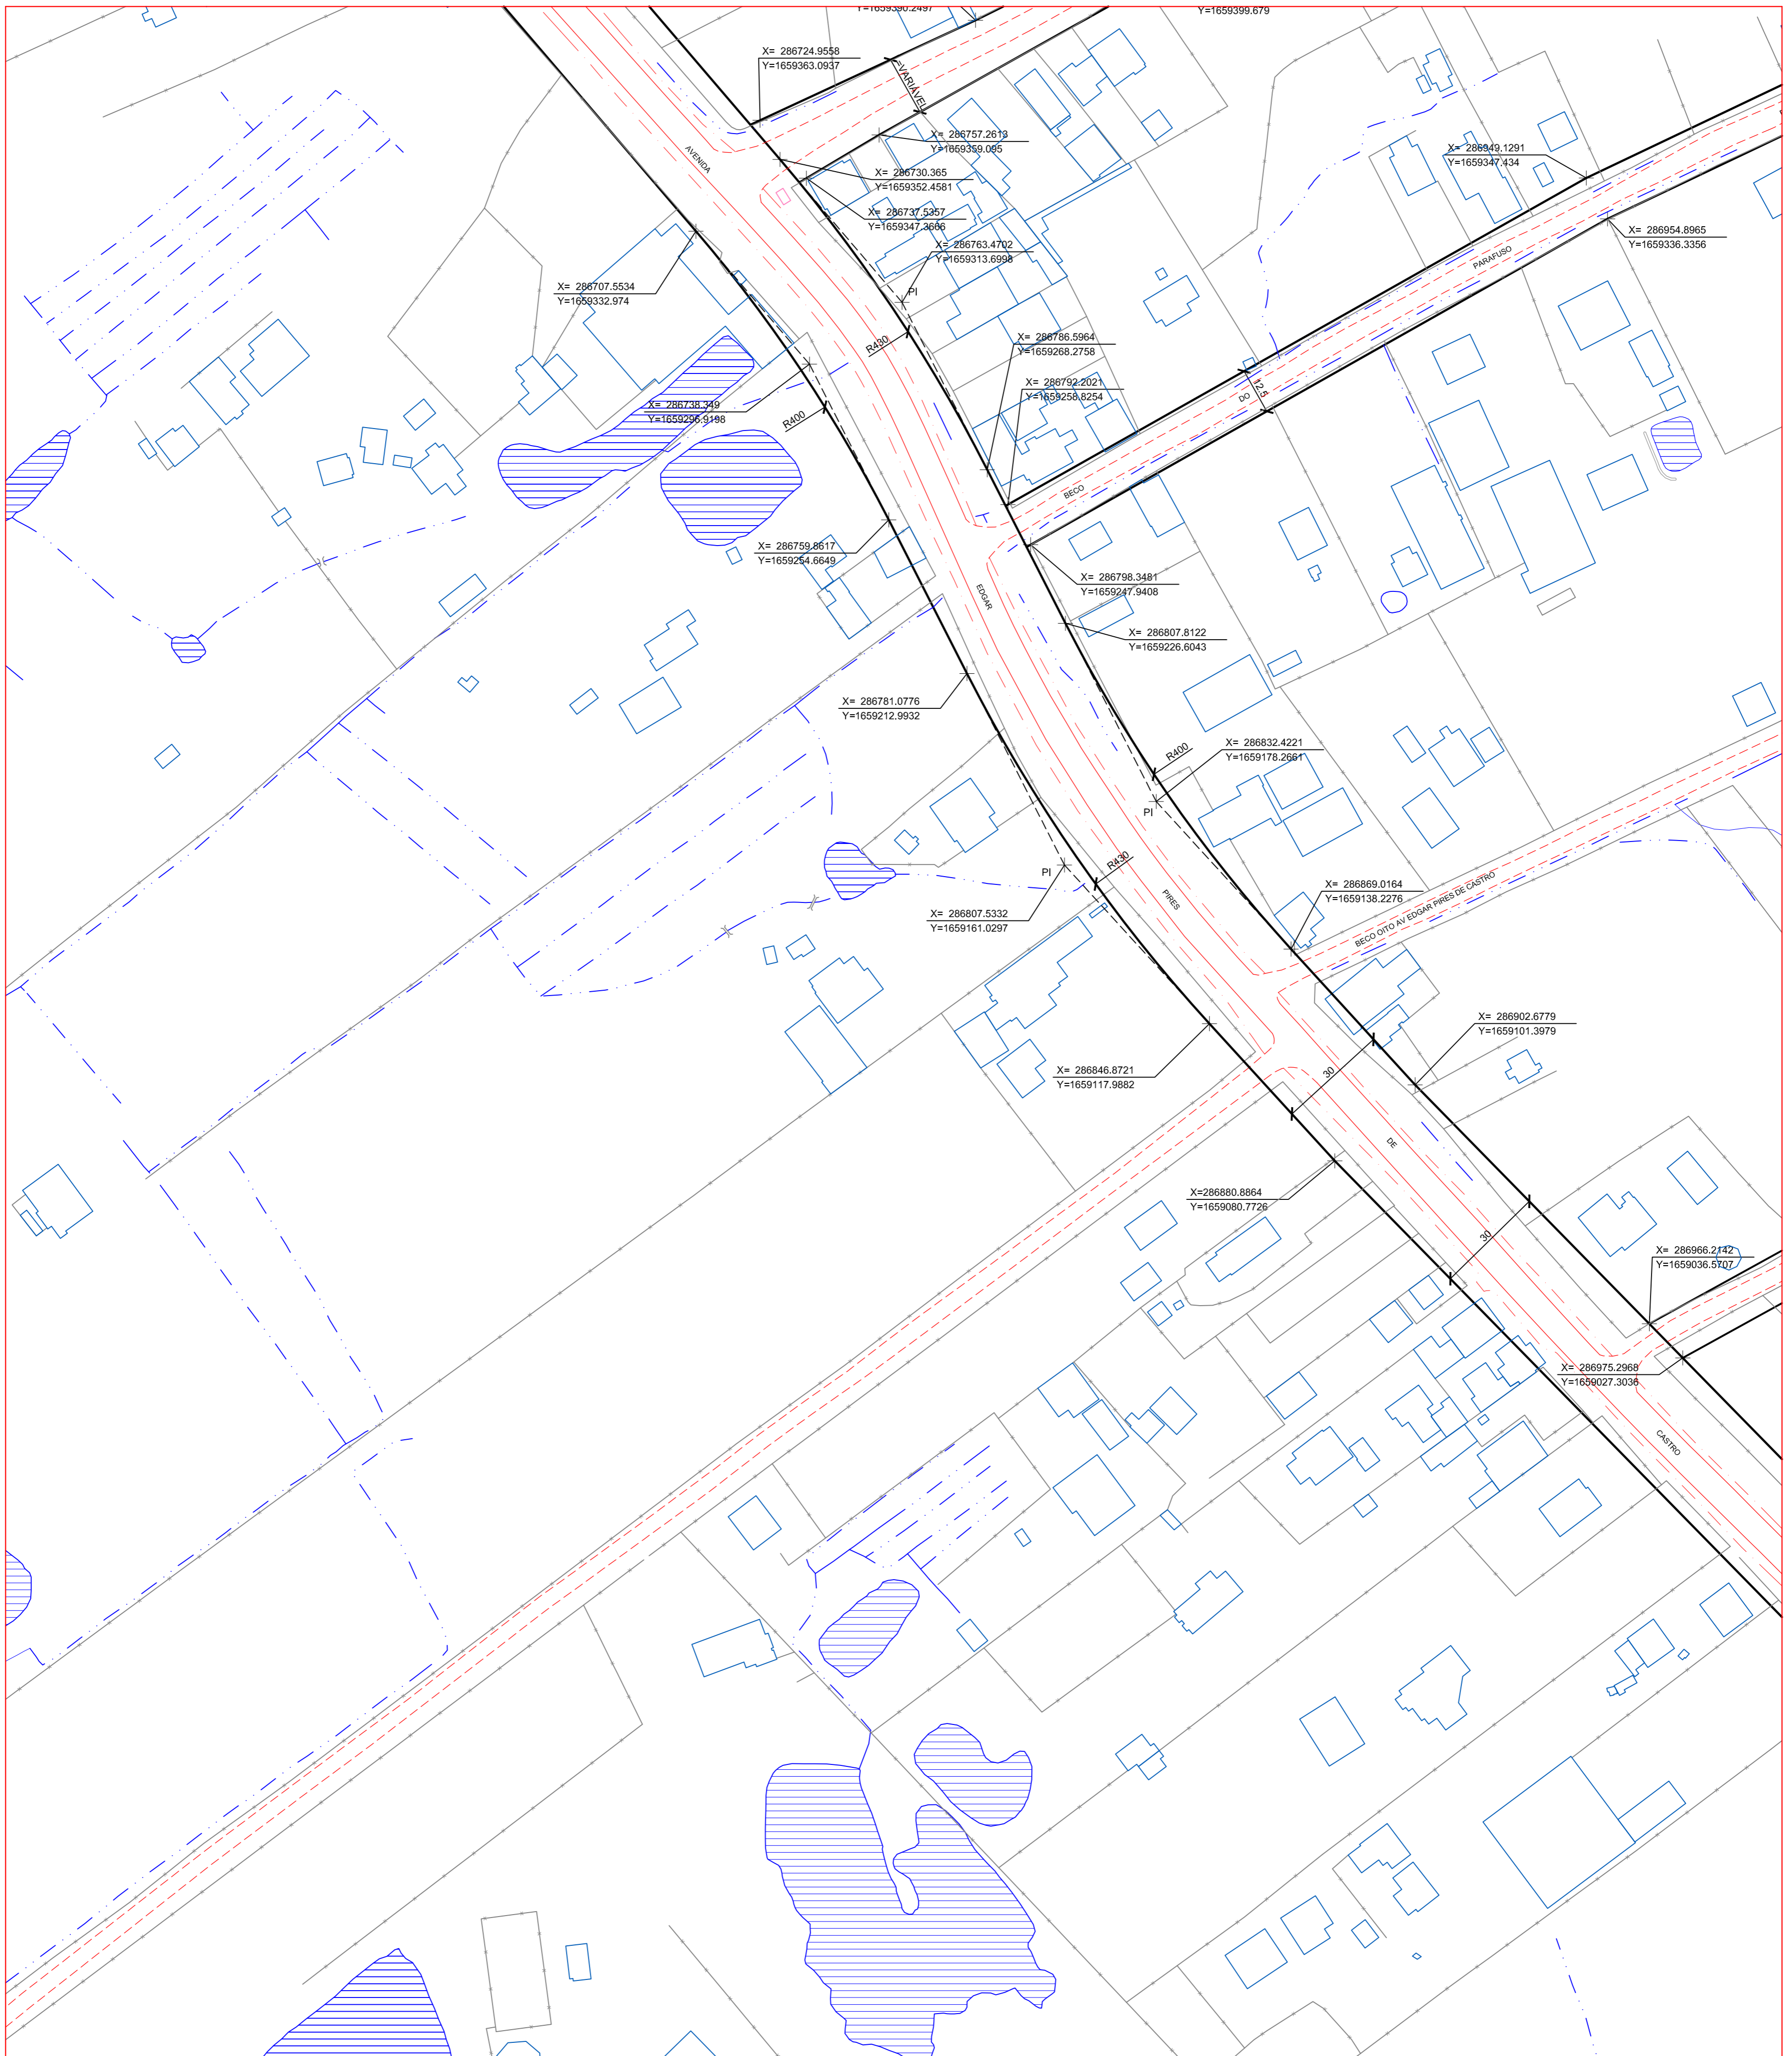 Y=1659390.2497
Y=1659399.679
X= 286724.9558
Y=1659363.0937
=VARIÁVEL
X= 286757.2613
Y=1659359.095
AVENIDA
X= 286730.365
Y=1659352.4581
X= 286949.1291
Y=1659347.434
X= 286737.5357
Y=1659347.3666
X= 286763.4702
Y=1659313.6998
X= 286954.8965
Y=1659336.3356
PARAFUSO
X= 286707.5534
Y=1659332.974
PI
R430
X= 286786.5964
Y=1659268.2758
X= 286792.2021
Y=1659258.8254
12.5
DO
X= 286738.349
Y=1659296.9198
R400
BECO
X= 286759.8617
Y=1659254.6649
X= 286798.3481
Y=1659247.9408
EDGAR
X= 286807.8122
Y=1659226.6043
X= 286781.0776
Y=1659212.9932
R400
X= 286832.4221
Y=1659178.2661
PI
R430
PI
PIRES
X= 286869.0164
Y=1659138.2276
X= 286807.5332
Y=1659161.0297
BECO OITO AV EDGAR PIRES DE CASTRO
X= 286902.6779
Y=1659101.3979
X= 286846.8721
Y=1659117.9882
30
DE
X=286880.8864
Y=1659080.7726
30
X= 286966.2142
Y=1659036.5707
X= 286975.2968
Y=1659027.3036
CASTRO